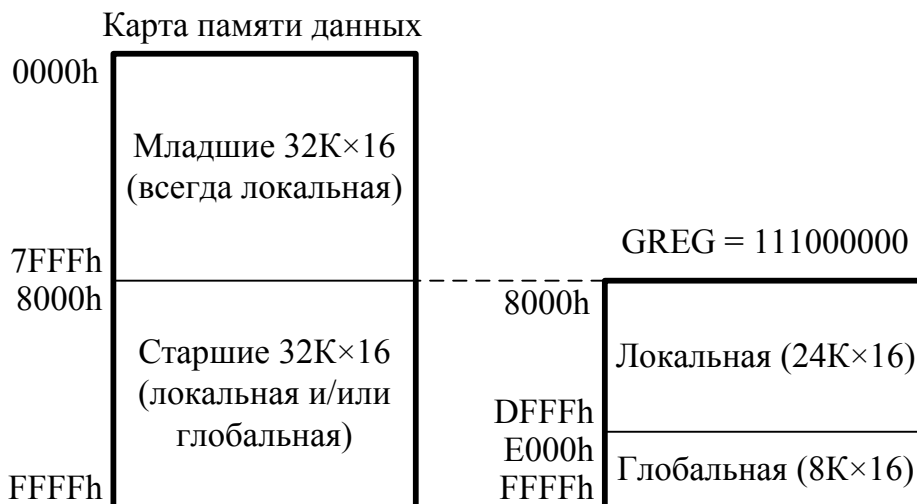 Карта памяти данных
0000h
Младшие 32К×16
(всегда локальная)
7FFFh
8000h
Старшие 32К×16
(локальная и/или
глобальная)
FFFFh
GREG = 111000000
8000h
Локальная (24К×16)
DFFFh
E000h
Глобальная (8К×16)
FFFFh